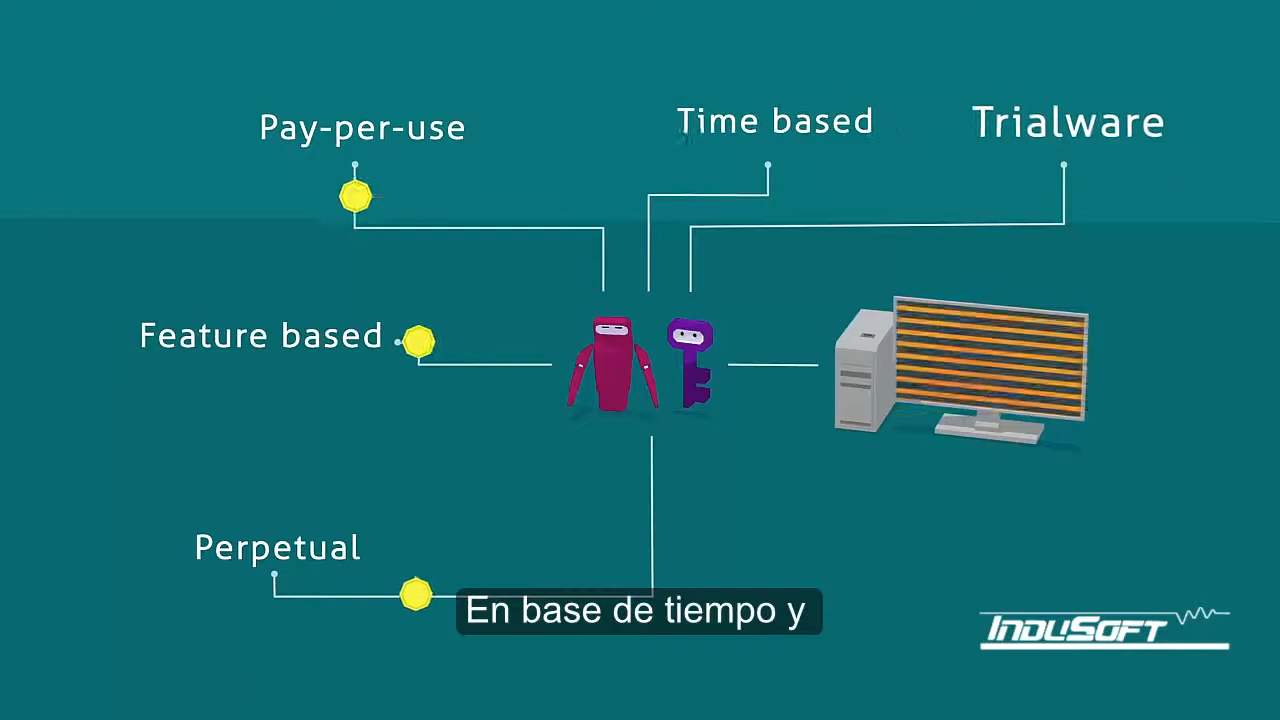 Pay-per-use
Time based
Trialware
Feature based
Perpetual
En base de tiempo y
InduSoft